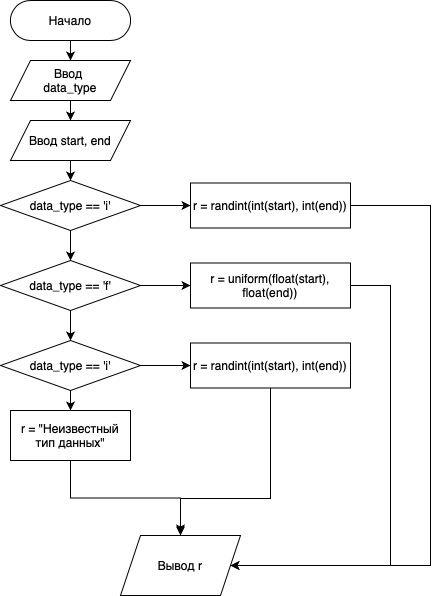 Начало
Ввод
data_type
Ввод start, end
data_type == 'i'
r = randint(int(start), int(end))
data_type == 'f'
r = uniform(float(start),
float(end))
data_type == 'i'
r = randint(int(start), int(end))
r = "Неизвестный
тип данных"
Вывод r